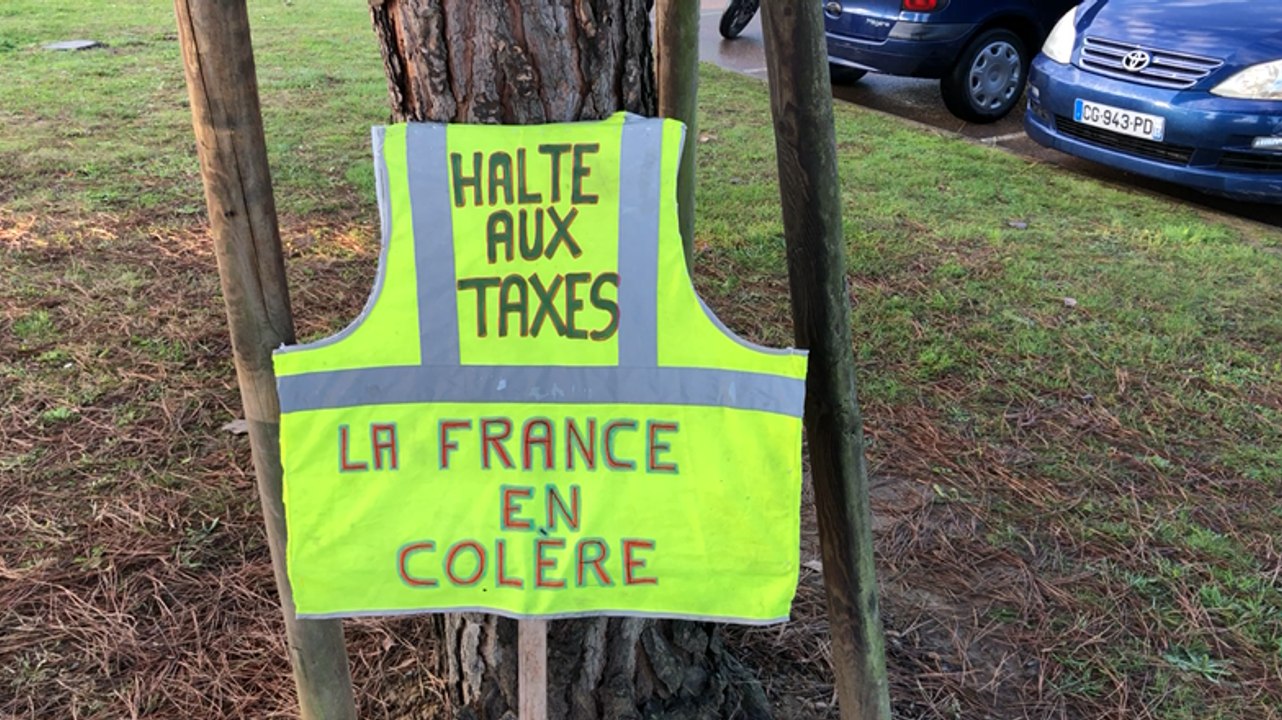 HALTE
AUX
TAXES
LA FRANCE
EN
COLÈRE
CG-943-PD